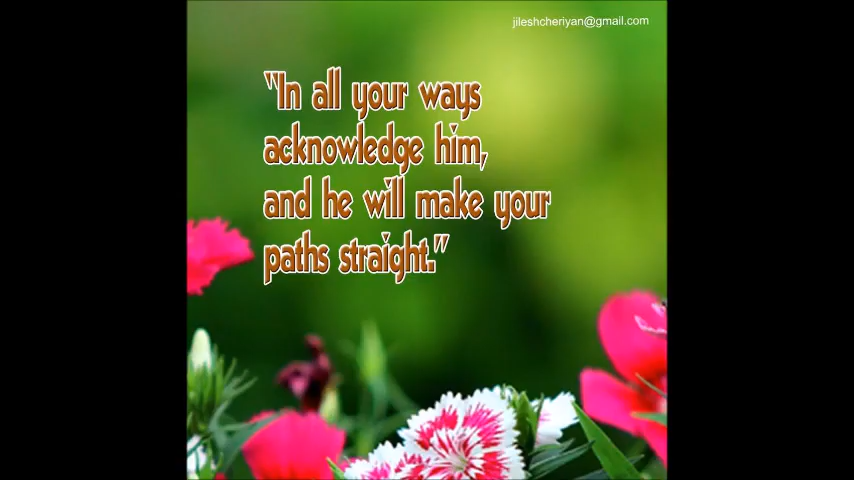 jileshcheriyan@gmail.com
"In all your ways
acknowledge him,
and he will make your
paths straight."